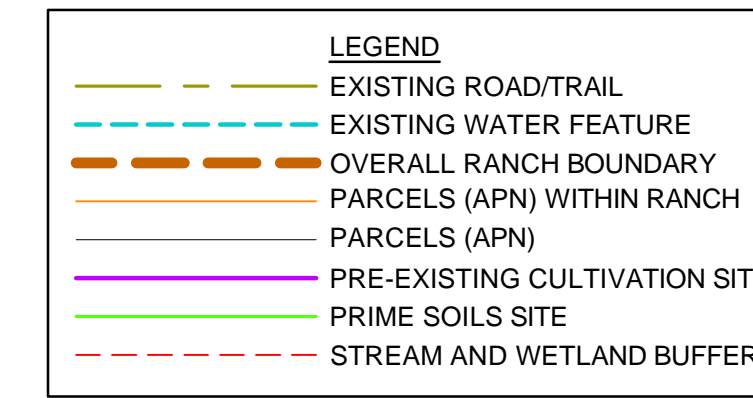 LEGEND
EXISTING ROAD/TRAIL
EXISTING WATER FEATURE
OVERALL RANCH BOUNDARY
PARCELS (APN) WITHIN RANCH
PARCELS (APN)
PRE-EXISTING CULTIVATION SIT
PRIME SOILS SITE
STREAM AND WETLAND BUFFER